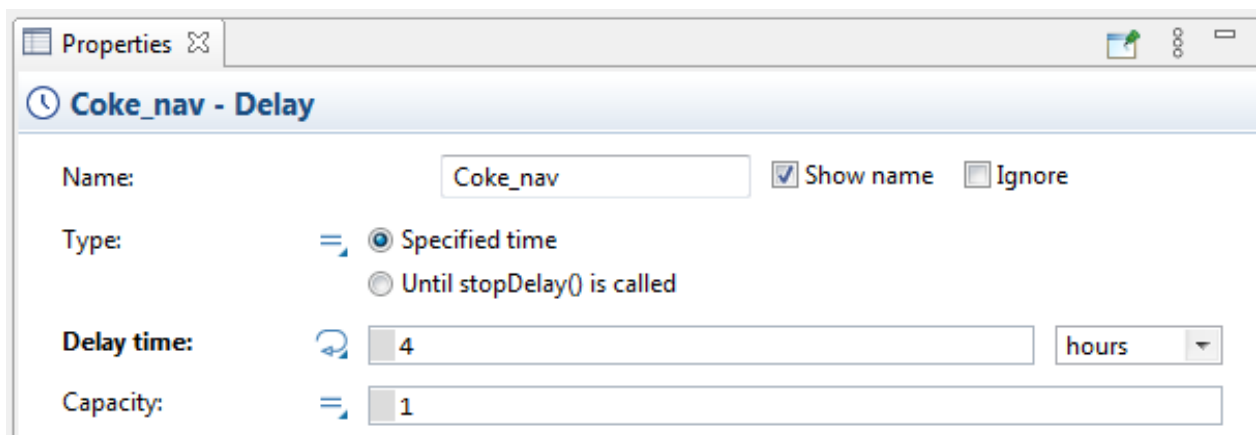 Properties
Coke_nav - Delay
Name: Coke_nav Show name Ignore
Type: Specified time
Until stopDelay() is called
Delay time: 4 hours
Capacity: 1